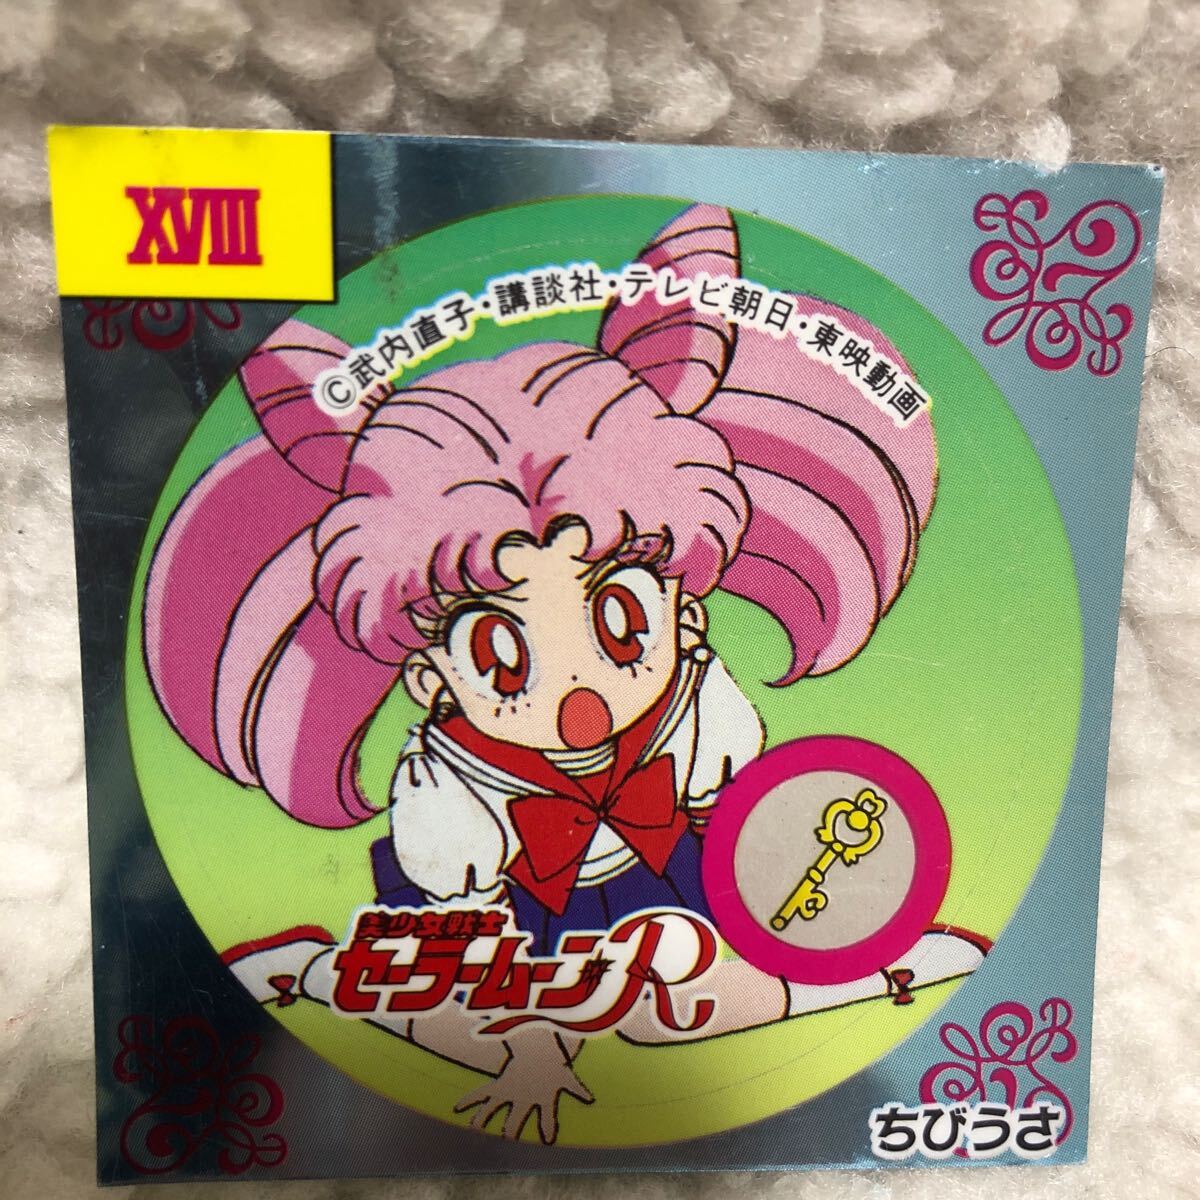 XVIII
©武内直子・講談社・テレビ朝日・東映動画
美少女戦士
セーラームーンR
ちびうさ